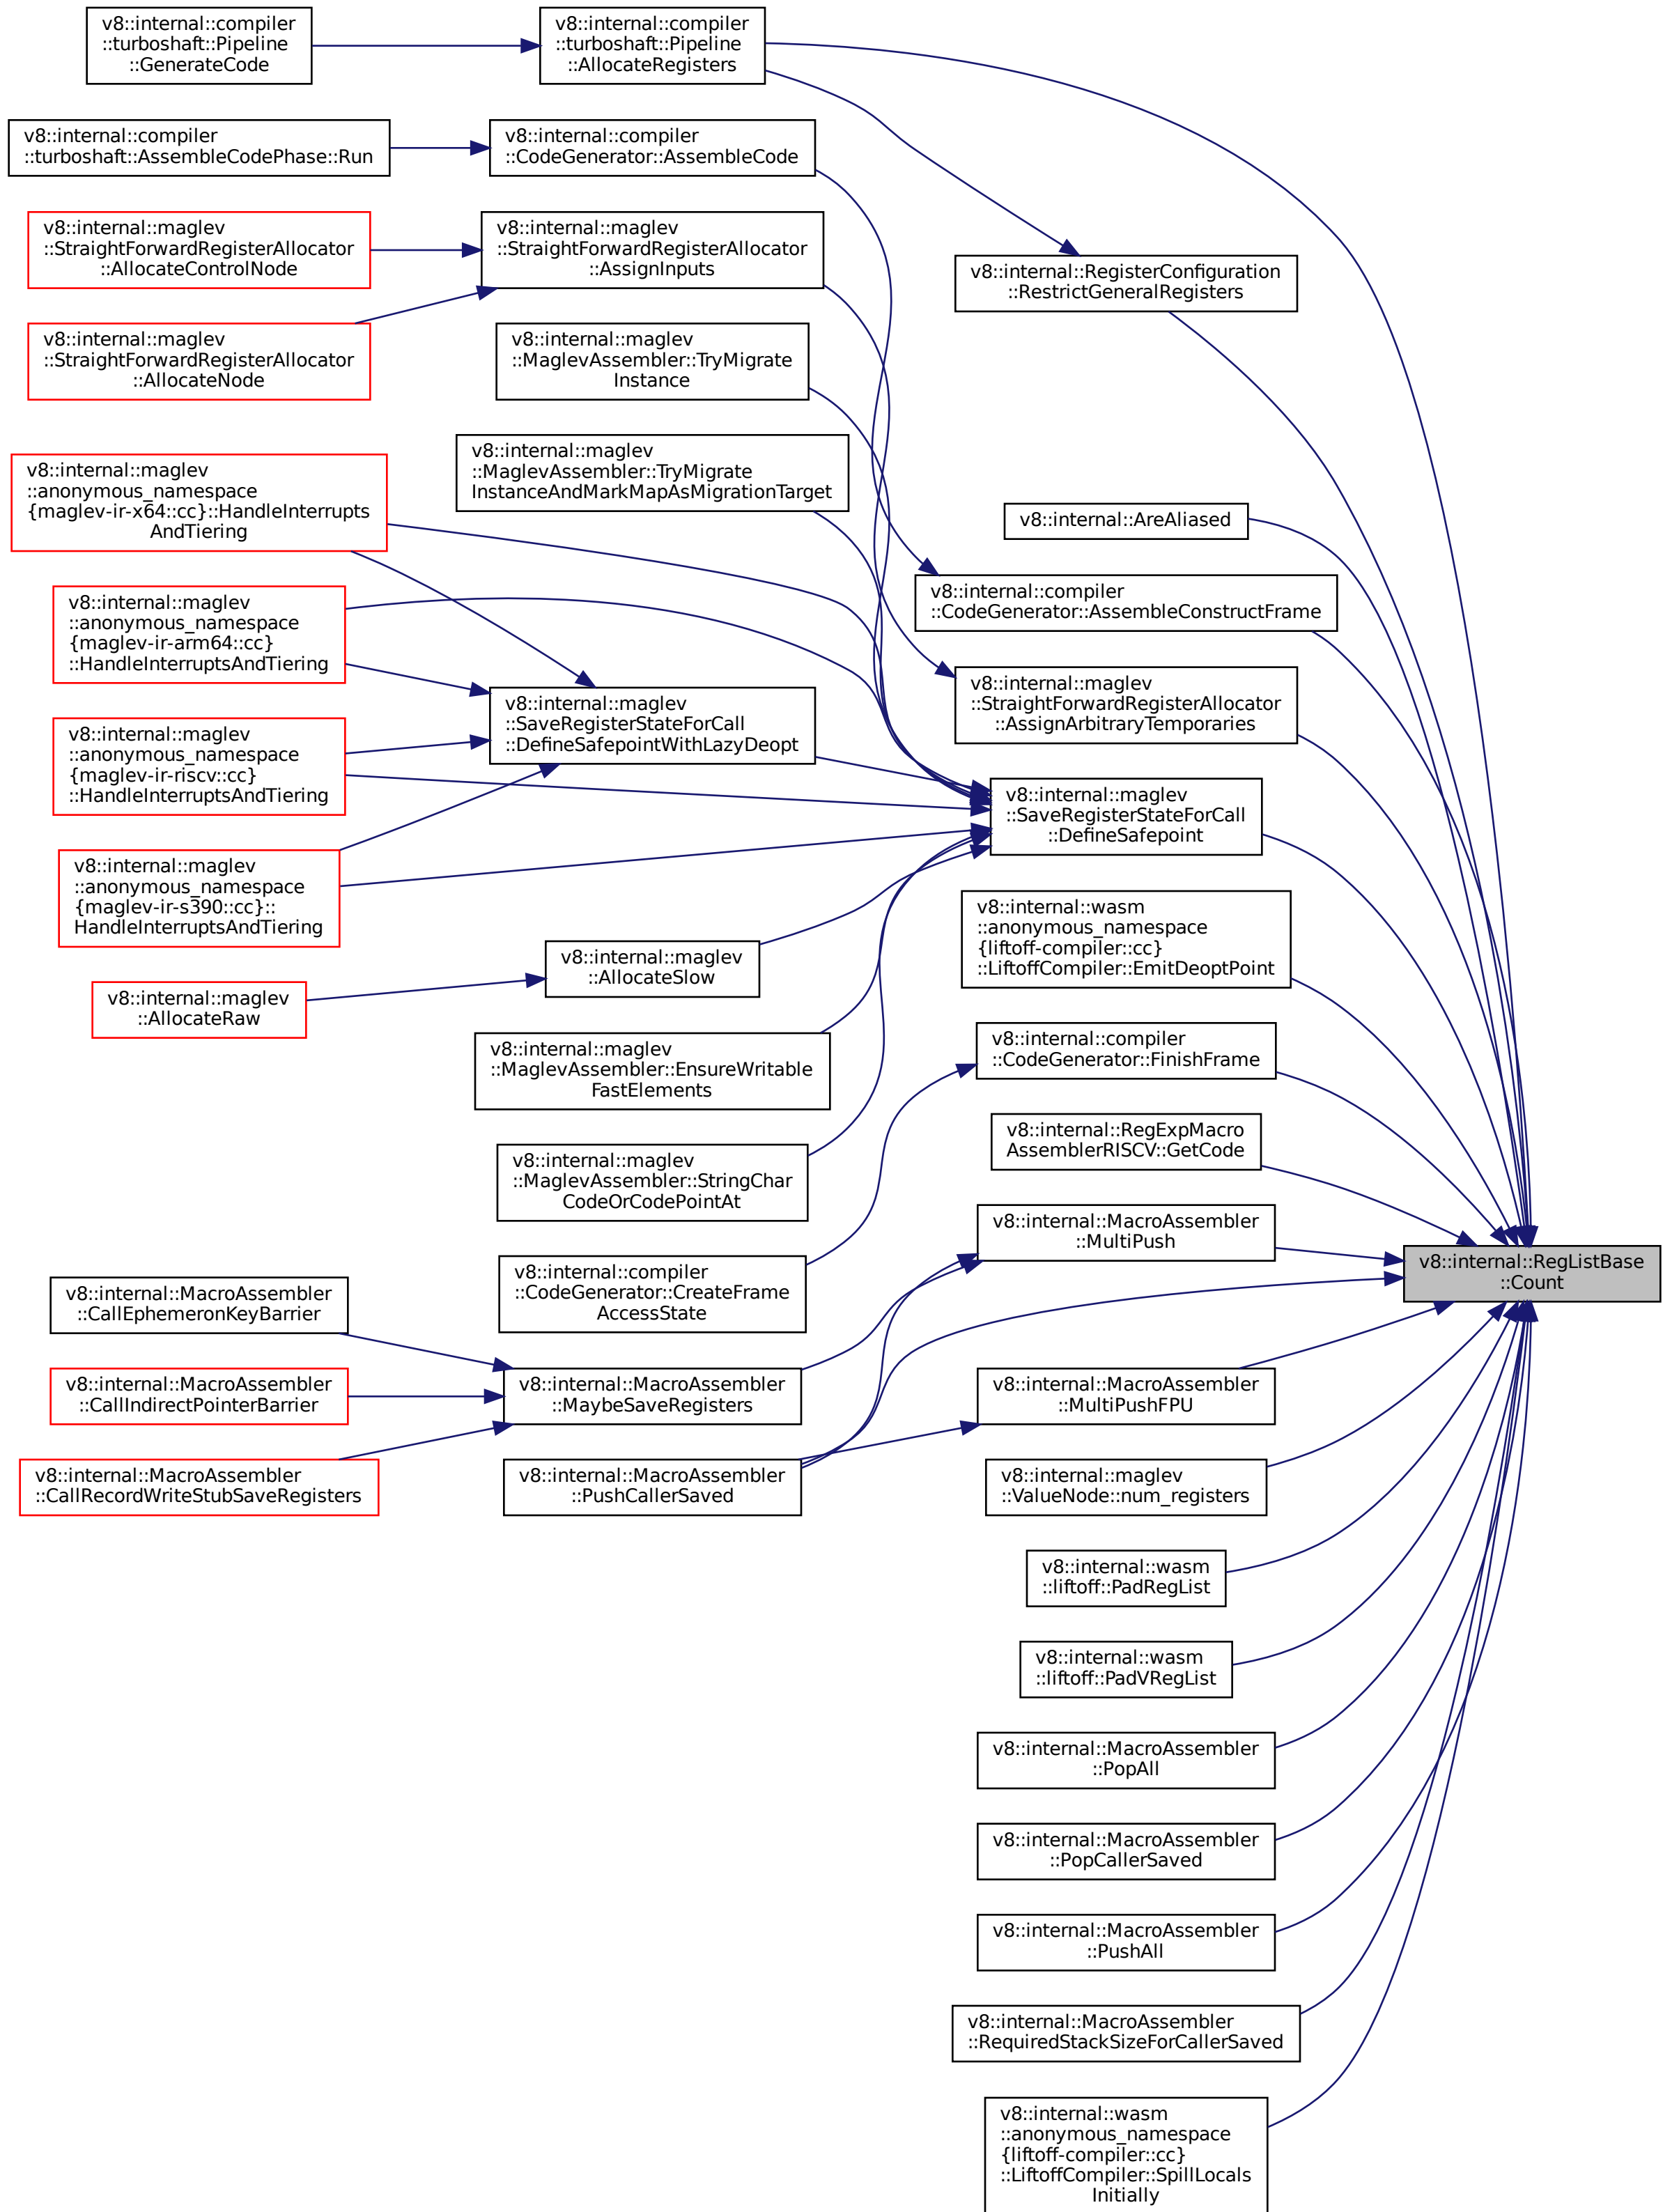 v8::internal::compiler
::turboshaft::Pipeline
::GenerateCode
v8::internal::compiler
::turboshaft::Pipeline
::AllocateRegisters
v8::internal::compiler
::turboshaft::AssembleCodePhase::Run
v8::internal::compiler
::CodeGenerator::AssembleCode
v8::internal::maglev
::StraightForwardRegisterAllocator
::AllocateControlNode
v8::internal::maglev
::StraightForwardRegisterAllocator
::AssignInputs
v8::internal::RegisterConfiguration
::RestrictGeneralRegisters
v8::internal::maglev
::StraightForwardRegisterAllocator
::AllocateNode
v8::internal::maglev
::MaglevAssembler::TryMigrate
Instance
v8::internal::maglev
::MaglevAssembler::TryMigrate
InstanceAndMarkMapAsMigrationTarget
v8::internal::maglev
::anonymous_namespace
{maglev-ir-x64::cc}::HandleInterrupts
AndTiering
v8::internal::AreAliased
v8::internal::compiler
::CodeGenerator::AssembleConstructFrame
v8::internal::maglev
::anonymous_namespace
{maglev-ir-arm64::cc}
::HandleInterruptsAndTiering
v8::internal::maglev
::StraightForwardRegisterAllocator
::AssignArbitraryTemporaries
v8::internal::maglev
::SaveRegisterStateForCall
::DefineSafepointWithLazyDeopt
v8::internal::maglev
::anonymous_namespace
{maglev-ir-riscv::cc}
::HandleInterruptsAndTiering
v8::internal::maglev
::SaveRegisterStateForCall
::DefineSafepoint
v8::internal::maglev
::anonymous_namespace
{maglev-ir-s390::cc}::
HandleInterruptsAndTiering
v8::internal::wasm
::anonymous_namespace
{liftoff-compiler::cc}
::LiftoffCompiler::EmitDeoptPoint
v8::internal::maglev
::AllocateSlow
v8::internal::maglev
::AllocateRaw
v8::internal::maglev
::MaglevAssembler::EnsureWritable
FastElements
v8::internal::compiler
::CodeGenerator::FinishFrame
v8::internal::RegExpMacro
AssemblerRISCV::GetCode
v8::internal::maglev
::MaglevAssembler::StringChar
CodeOrCodePointAt
v8::internal::MacroAssembler
::MultiPush
v8::internal::RegListBase
::Count
v8::internal::compiler
::CodeGenerator::CreateFrame
AccessState
v8::internal::MacroAssembler
::CallEphemeronKeyBarrier
v8::internal::MacroAssembler
::CallIndirectPointerBarrier
v8::internal::MacroAssembler
::MaybeSaveRegisters
v8::internal::MacroAssembler
::MultiPushFPU
v8::internal::MacroAssembler
::CallRecordWriteStubSaveRegisters
v8::internal::MacroAssembler
::PushCallerSaved
v8::internal::maglev
::ValueNode::num_registers
v8::internal::wasm
::liftoff::PadRegList
v8::internal::wasm
::liftoff::PadVRegList
v8::internal::MacroAssembler
::PopAll
v8::internal::MacroAssembler
::PopCallerSaved
v8::internal::MacroAssembler
::PushAll
v8::internal::MacroAssembler
::RequiredStackSizeForCallerSaved
v8::internal::wasm
::anonymous_namespace
{liftoff-compiler::cc}
::LiftoffCompiler::SpillLocals
Initially